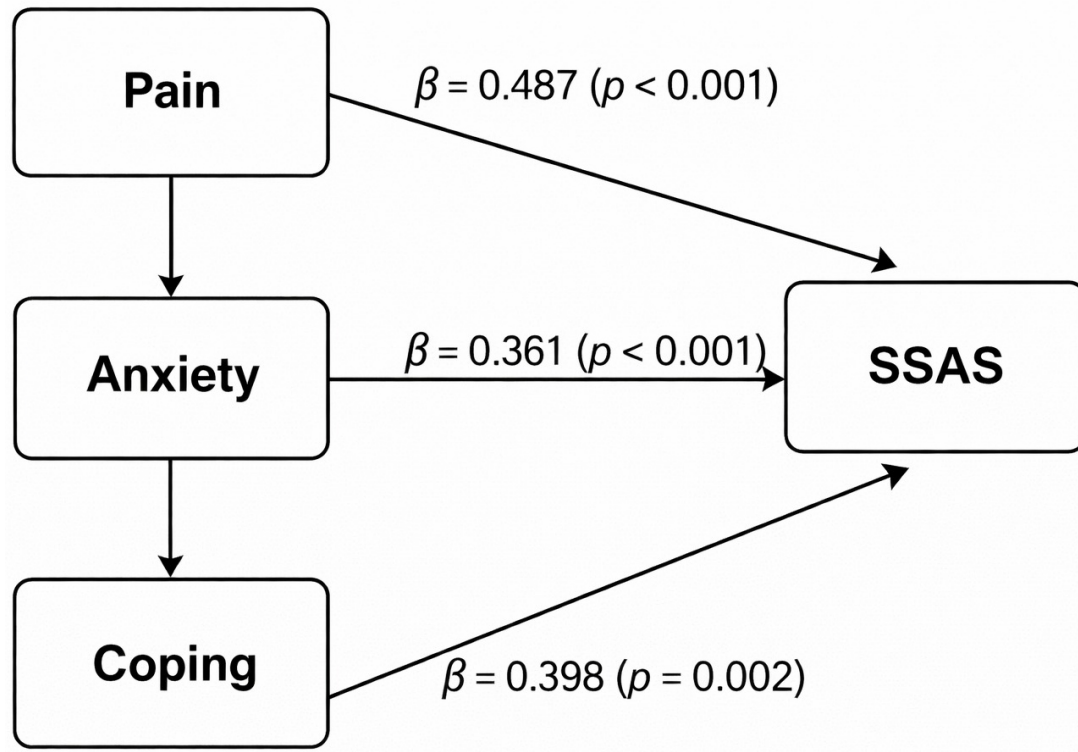 Pain
β = 0.487 (p < 0.001)
Anxiety
β = 0.361 (p < 0.001)
SSAS
Coping
β = 0.398 (p = 0.002)